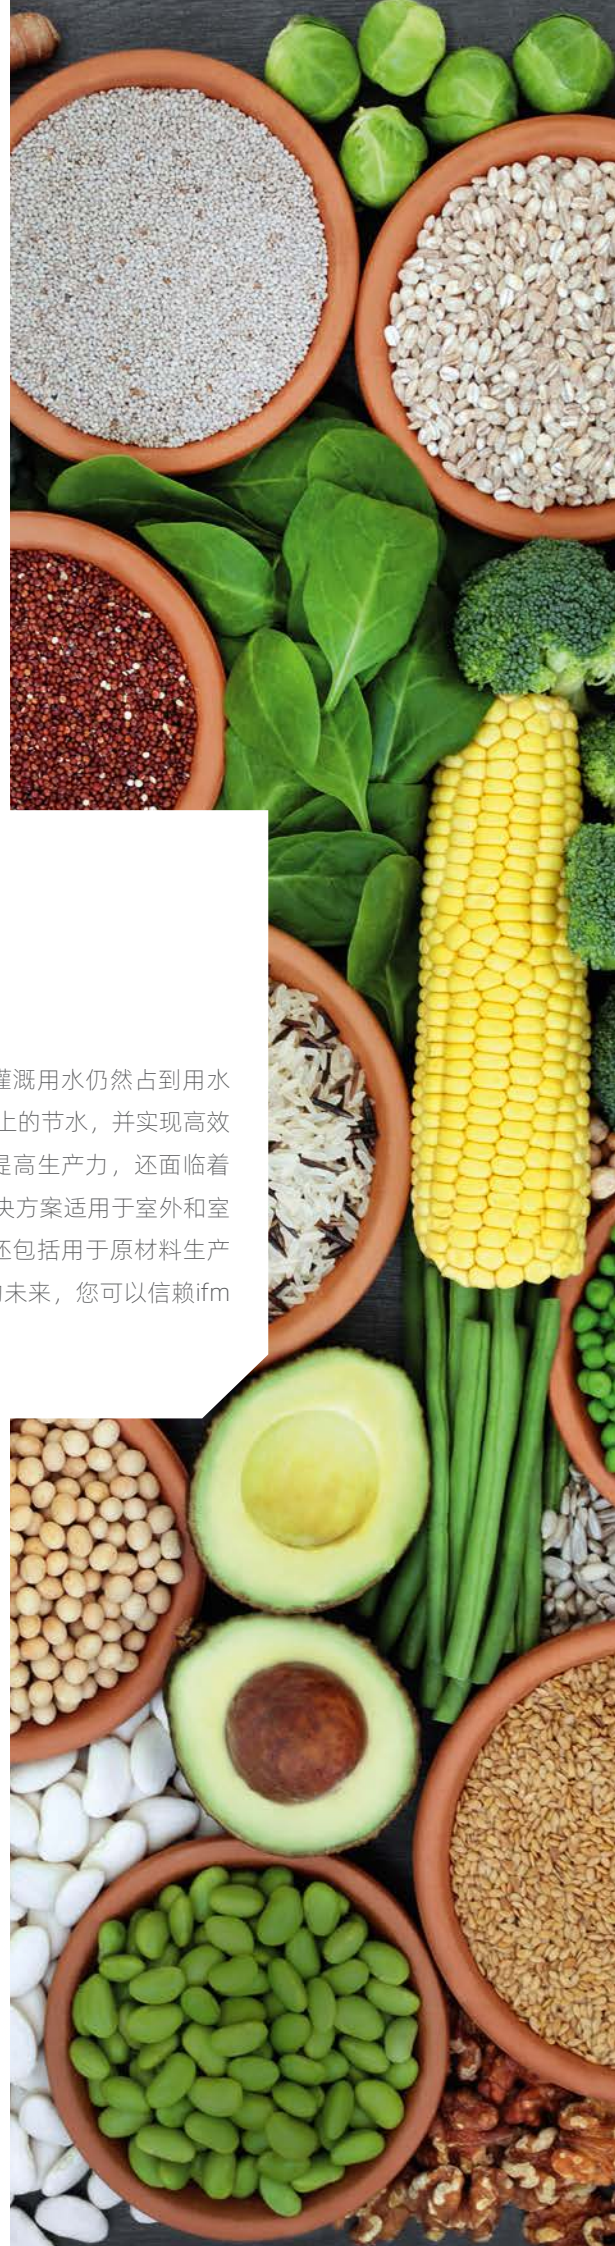 灌溉用水仍然占到用水
上的节水，并实现高效
提高生产力，还面临着
决方案适用于室外和室
还包括用于原材料生产
的未来，您可以信赖ifm